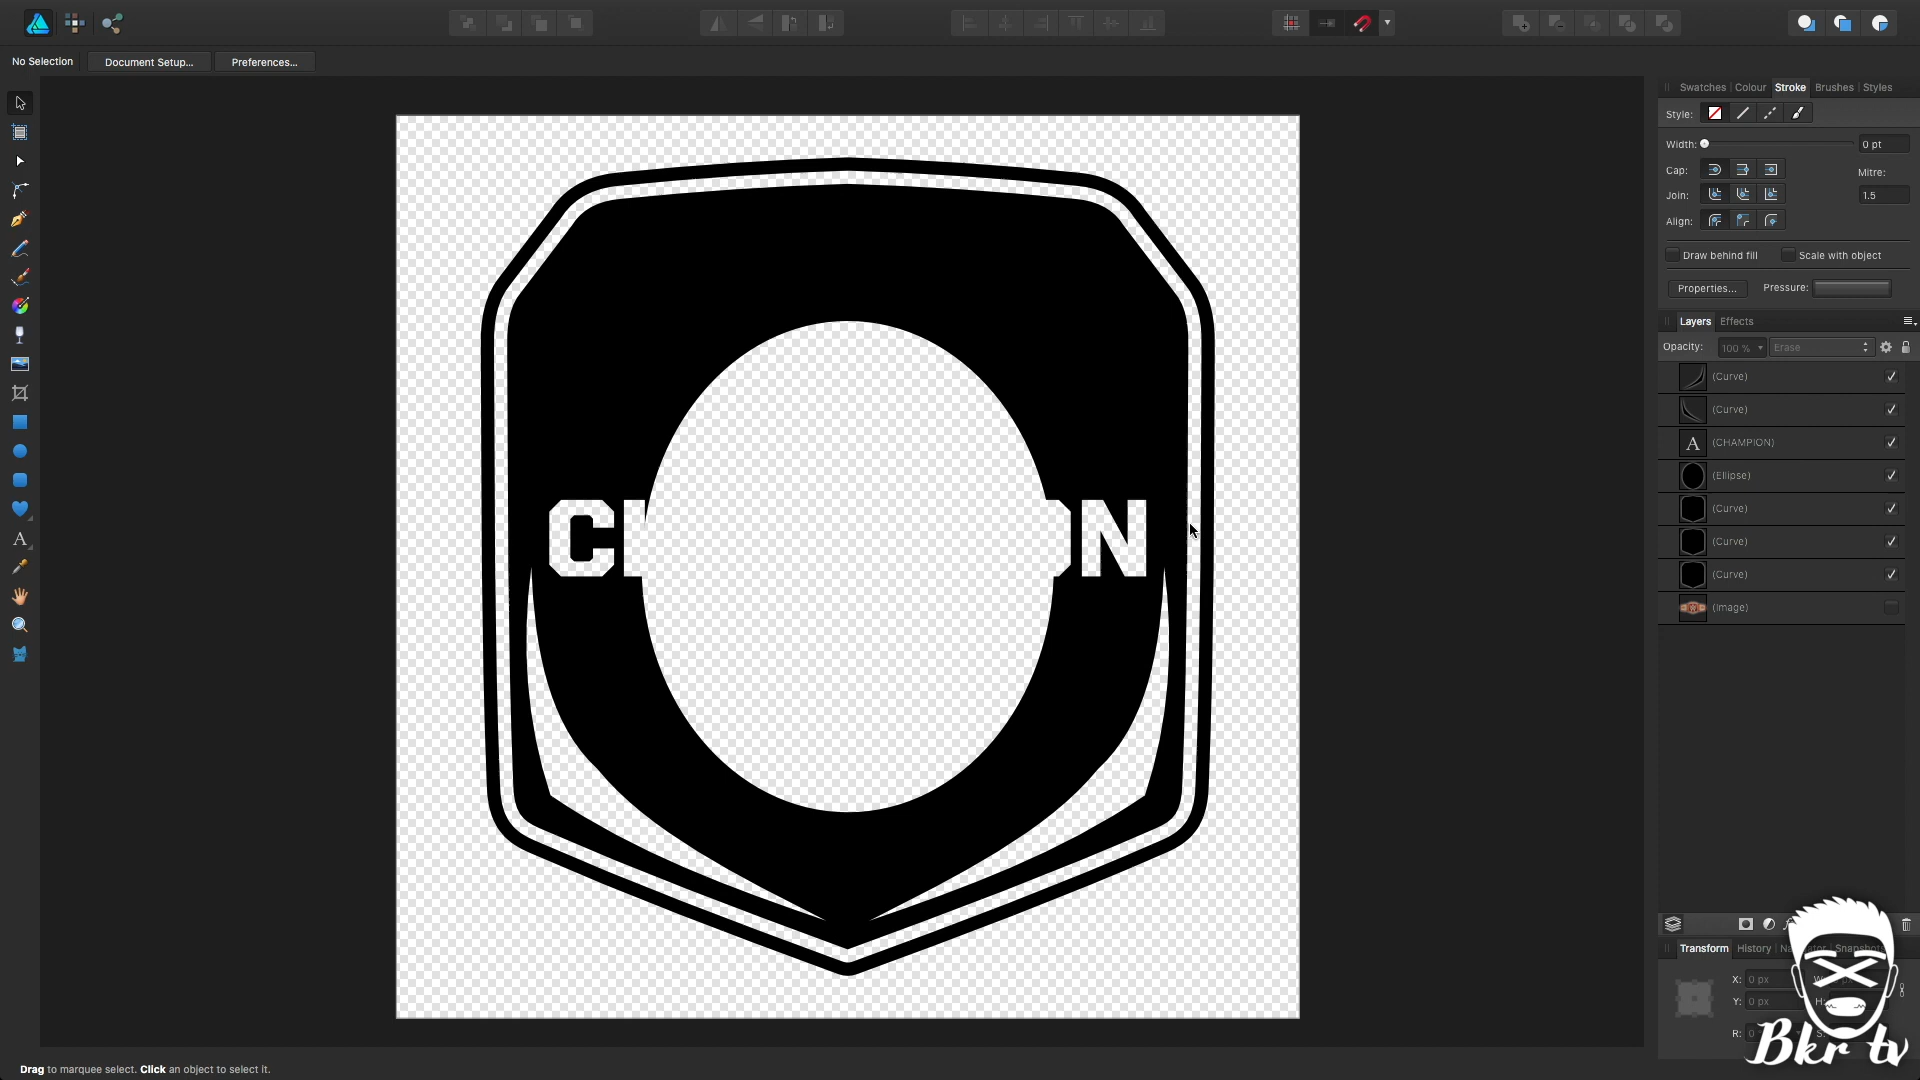 No Selection
Document Setup...
Preferences...
Swatches
Colour
Stroke
Brushes
Styles
Style:
Width:
0 pt
Cap:
Mitre:
Join:
1.5
Align:
Draw behind fill
Scale with object
Properties...
Pressure:
Layers
Effects
Opacity:
100 %
Erase
(Curve)
(Curve)
A (CHAMPION)
(Ellipse)
(Curve)
(Curve)
(Curve)
(Image)
C
N
Transform
History
Snapshots
X: 0 px
Y: 0 px
H:
R:
Bkr tv
Drag to marquee select. Click an object to select it.